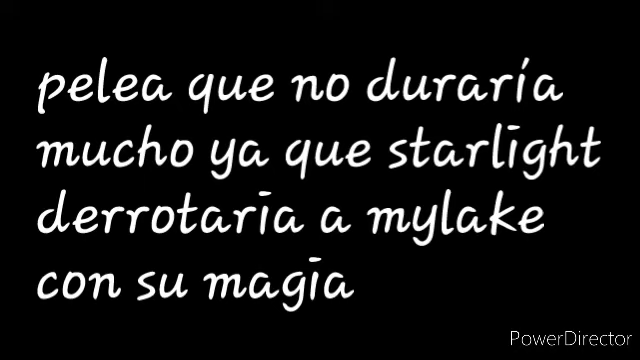 pelea que no duraría
mucho ya que starlight
derrotaria a mylake
con su magia
PowerDirector